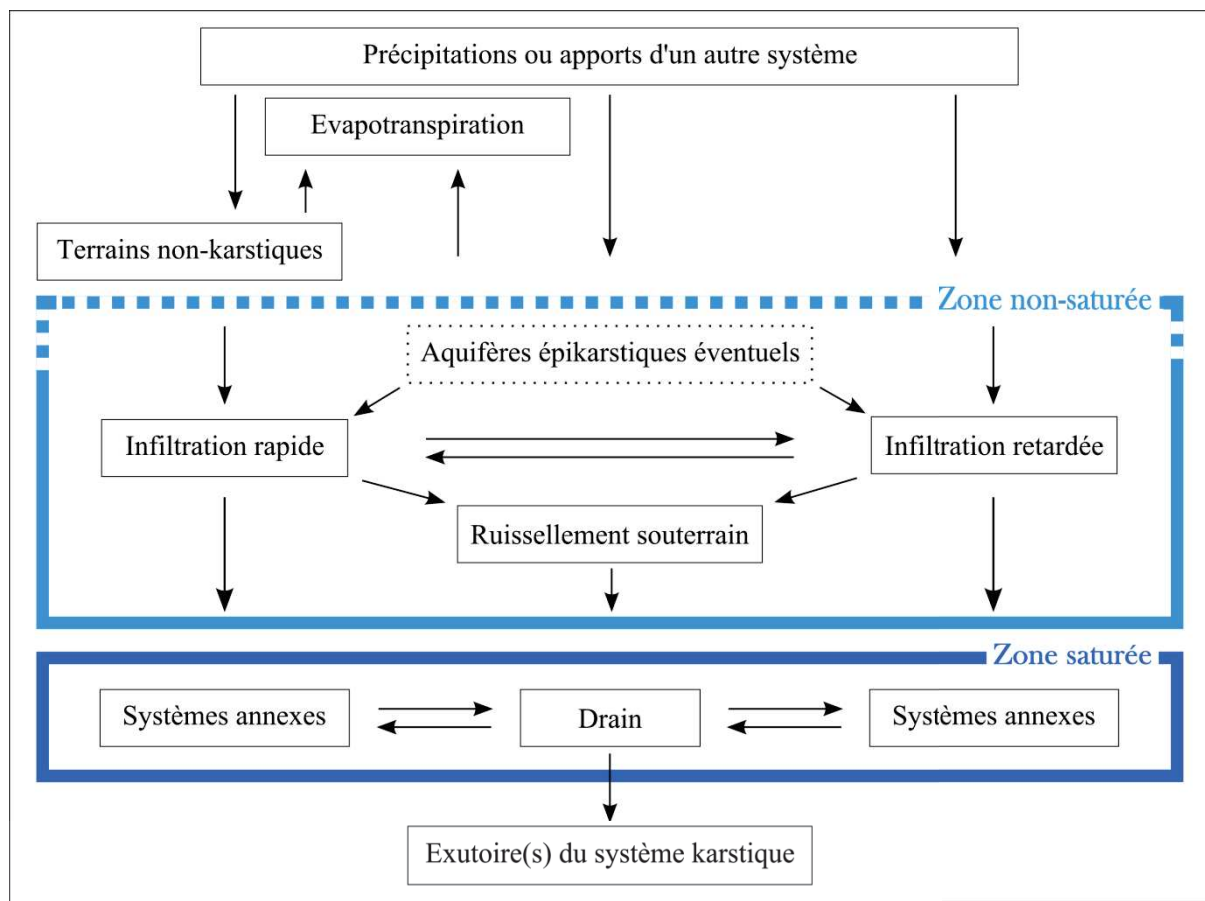 Précipitations ou apports d'un autre système
Evapotranspiration
Terrains non-karstiques
Zone non-saturée
Aquifères épikarstiques éventuels
Infiltration rapide
Infiltration retardée
Ruissellement souterrain
Zone saturée
Systèmes annexes
Drain
Systèmes annexes
Exutoire(s) du système karstique